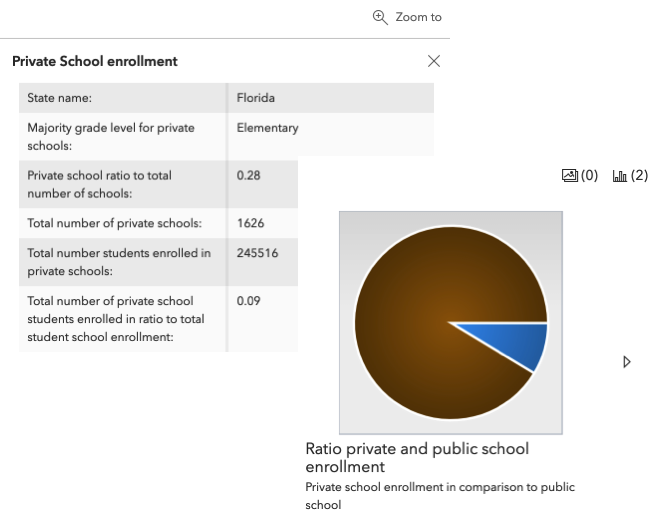 Zoom to
Private School enrollment
State name: Florida
Majority grade level for private
schools: Elementary
Private school ratio to total
number of schools: 0.28
Total number of private schools: 1626
Total number students enrolled in
private schools: 245516
Total number of private school
students enrolled in ratio to total
student school enrollment: 0.09
(0) (2)
Ratio private and public school
enrollment
Private school enrollment in comparison to public
school